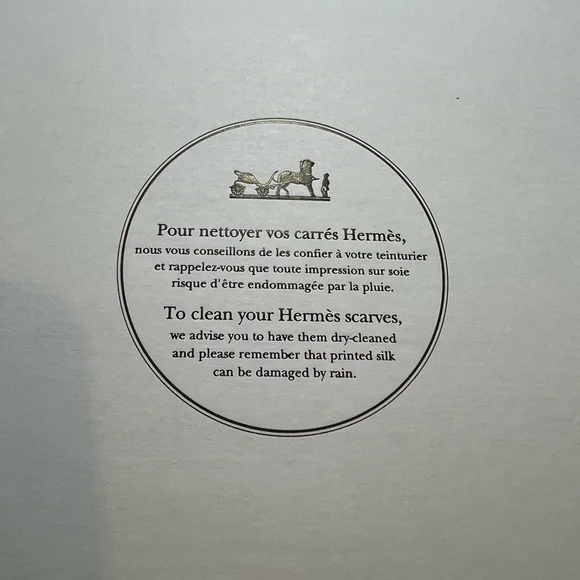 Pour nettoyer vos carrés Hermès,
nous vous conseillons de les confier à votre teinturier
et rappelez-vous que toute impression sur soie
risque d'être endommagée par la pluie.
To clean your Hermès scarves,
we advise you to have them dry-cleaned
and please remember that printed silk
can be damaged by rain.